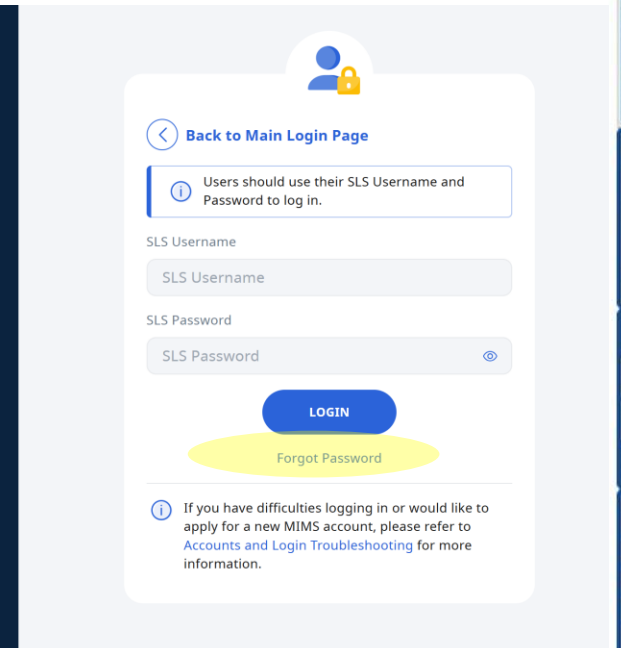 Back to Main Login Page
Users should use their SLS Username and
Password to log in.
SLS Username
SLS Username
SLS Password
SLS Password
LOGIN
Forgot Password
If you have difficulties logging in or would like to
apply for a new MIMS account, please refer to
Accounts and Login Troubleshooting for more
information.